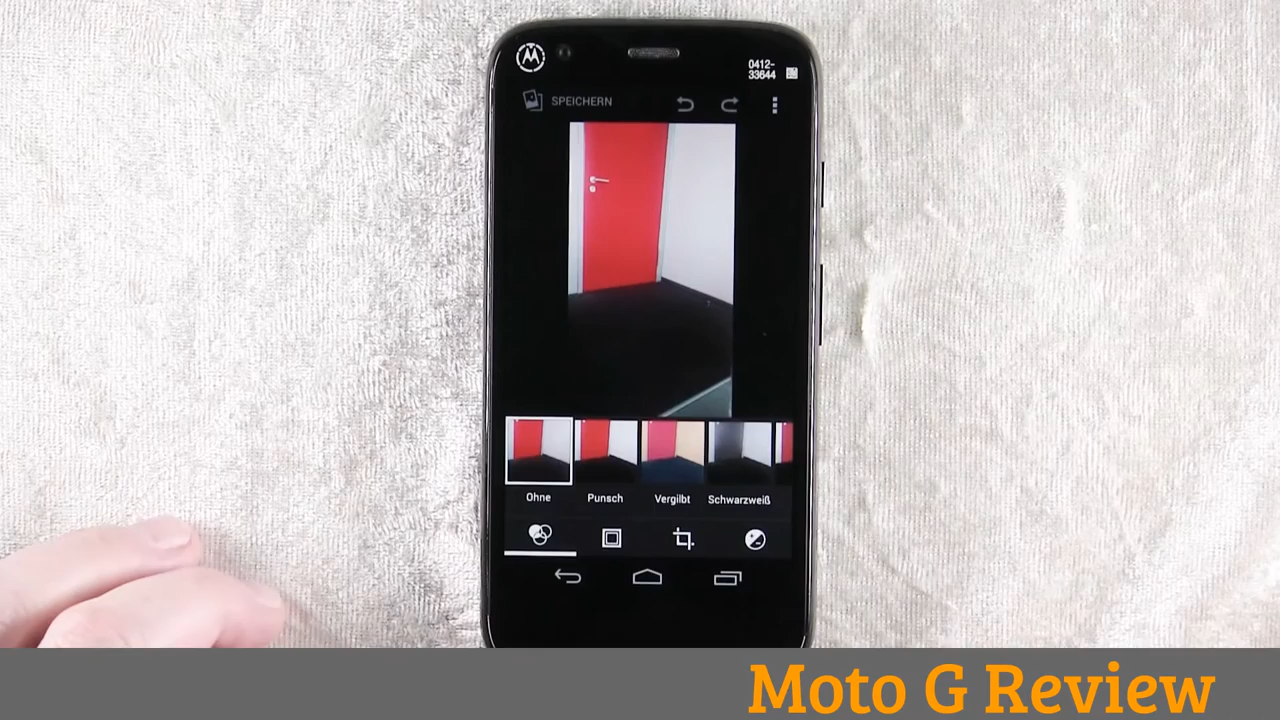 0412-
33644
SPEICHERN
Ohne
Punsch
Vergilbt
Schwarzweiß
Moto G Review